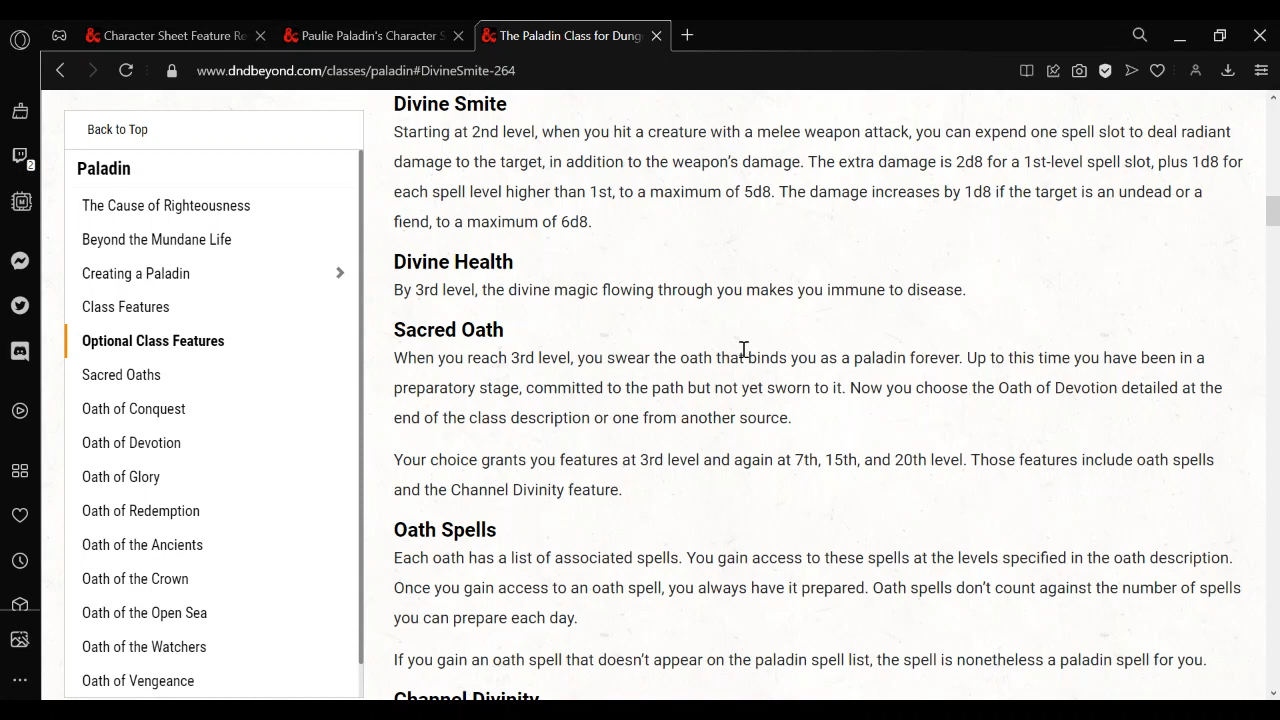 Character Sheet Feature Re
Paulie Paladin's Character S
The Paladin Class for Dung
www.dndbeyond.com/classes/paladin#DivineSmite-264
2
M
Back to Top
Paladin
The Cause of Righteousness
Beyond the Mundane Life
Creating a Paladin
Class Features
Optional Class Features
Sacred Oaths
Oath of Conquest
Oath of Devotion
Oath of Glory
Oath of Redemption
Oath of the Ancients
Oath of the Crown
Oath of the Open Sea
Oath of the Watchers
Oath of Vengeance
Divine Smite
Starting at 2nd level, when you hit a creature with a melee weapon attack, you can expend one spell slot to deal radiant
damage to the target, in addition to the weapon’s damage. The extra damage is 2d8 for a 1st-level spell slot, plus 1d8 for
each spell level higher than 1st, to a maximum of 5d8. The damage increases by 1d8 if the target is an undead or a
fiend, to a maximum of 6d8.
Divine Health
By 3rd level, the divine magic flowing through you makes you immune to disease.
Sacred Oath
When you reach 3rd level, you swear the oath that binds you as a paladin forever. Up to this time you have been in a
preparatory stage, committed to the path but not yet sworn to it. Now you choose the Oath of Devotion detailed at the
end of the class description or one from another source.
Your choice grants you features at 3rd level and again at 7th, 15th, and 20th level. Those features include oath spells
and the Channel Divinity feature.
Oath Spells
Each oath has a list of associated spells. You gain access to these spells at the levels specified in the oath description.
Once you gain access to an oath spell, you always have it prepared. Oath spells don’t count against the number of spells
you can prepare each day.
If you gain an oath spell that doesn’t appear on the paladin spell list, the spell is nonetheless a paladin spell for you.
Channel Divinity